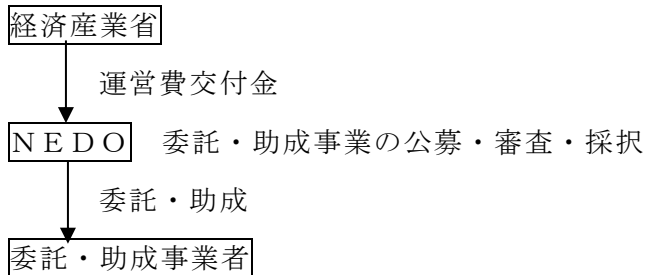 経済産業省
運営費交付金
ＮＥＤＯ 委託・助成事業の公募・審査・採択
委託・助成
委託・助成事業者